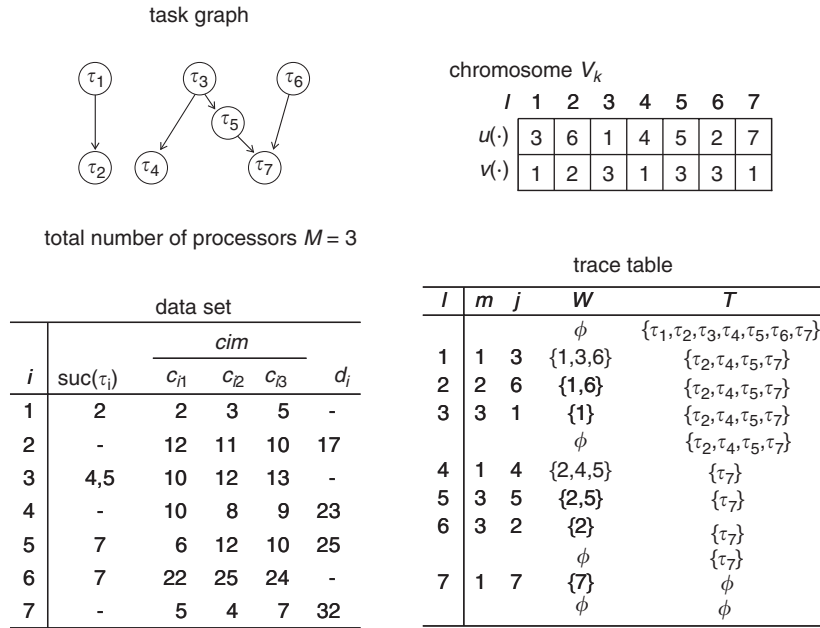 task graph
τ1 τ3 τ6
τ5
τ2 τ4 τ7
total number of processors M = 3
chromosome Vk
l 1 2 3 4 5 6 7
u(·) 3 6 1 4 5 2 7
v(·) 1 2 3 1 3 3 1
data set
cim
i suc(τi) ci1 ci2 ci3 di
1 2 2 3 5 -
2 - 12 11 10 17
3 4,5 10 12 13 -
4 - 10 8 9 23
5 7 6 12 10 25
6 7 22 25 24 -
7 - 5 4 7 32
trace table
l m j W T
ϕ {τ1,τ2,τ3,τ4,τ5,τ6,τ7}
1 1 3 {1,3,6} {τ2,τ4,τ5,τ7}
2 2 6 {1,6} {τ2,τ4,τ5,τ7}
3 3 1 {1} {τ2,τ4,τ5,τ7}
ϕ {τ2,τ4,τ5,τ7}
4 1 4 {2,4,5} {τ7}
5 3 5 {2,5} {τ7}
6 3 2 {2} {τ7}
ϕ {τ7}
7 1 7 {7} ϕ
ϕ ϕ